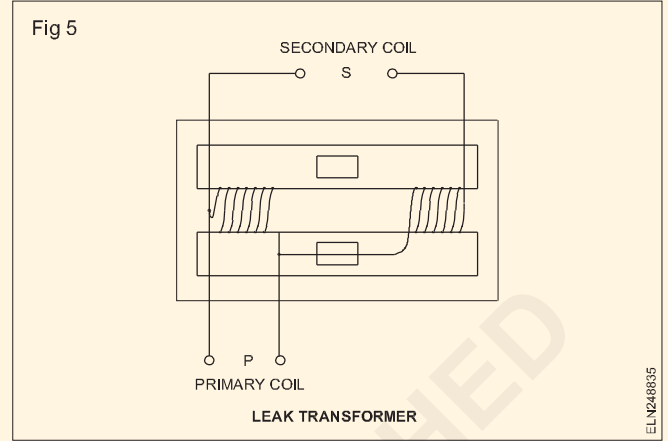 Fig 5
SECONDARY COIL
S
P
PRIMARY COIL
LEAK TRANSFORMER
ELN248835